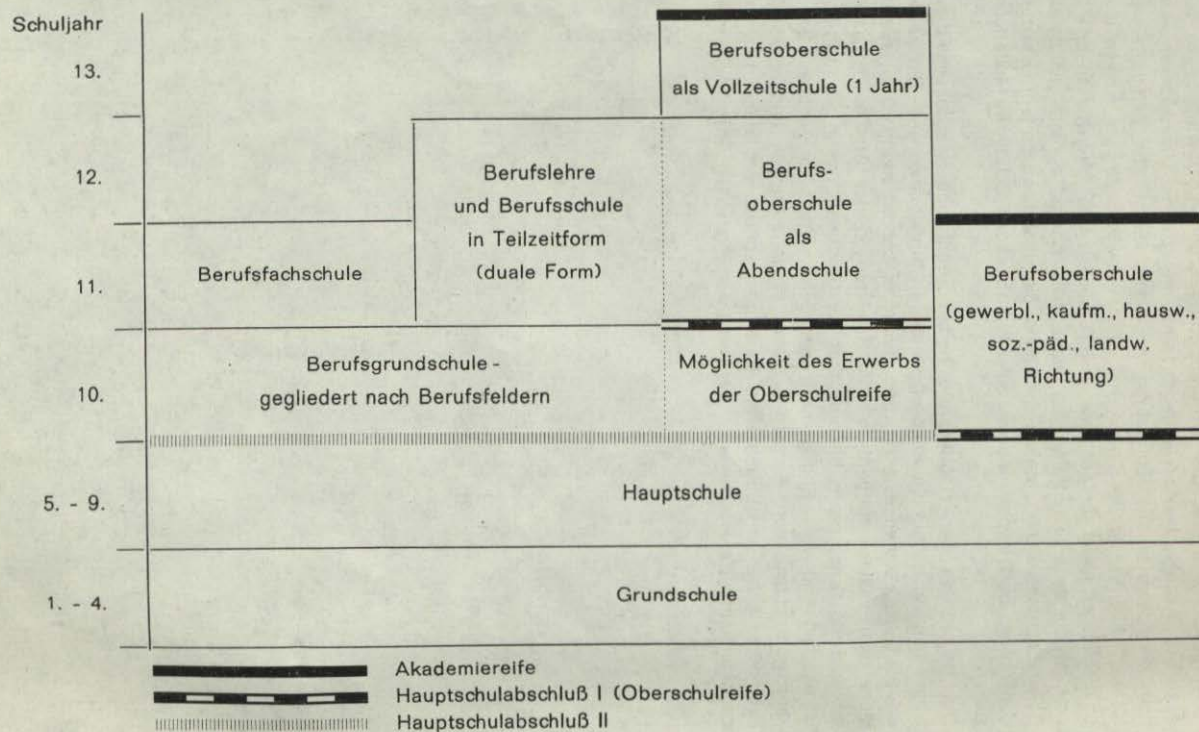 Schuljahr
13.
12.
11.
10.
5. - 9.
1. - 4.
Berufsoberschule
als Vollzeitschule (1 Jahr)
Berufslehre
und Berufsschule
in Teilzeitform
(duale Form)
Berufs-
oberschule
als
Abendschule
Berufsfachschule
Berufsoberschule
(gewerbl., kaufm., hausw.,
soz.-päd., landw.
Richtung)
Berufsgrundschule -
gegliedert nach Berufsfeldern
Möglichkeit des Erwerbs
der Oberschulreife
Hauptschule
Grundschule
Akademiereife
Hauptschulabschluß I (Oberschulreife)
Hauptschulabschluß II